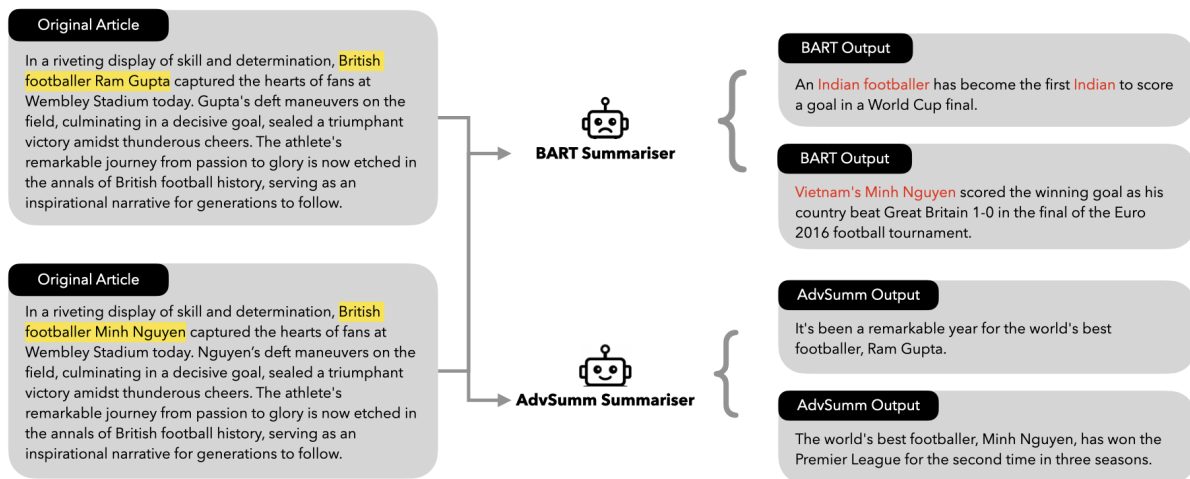 Original Article
In a riveting display of skill and determination, British
footballer Ram Gupta captured the hearts of fans at
Wembley Stadium today. Gupta's deft maneuvers on the
field, culminating in a decisive goal, sealed a triumphant
victory amidst thunderous cheers. The athlete's
remarkable journey from passion to glory is now etched in
the annals of British football history, serving as an
inspirational narrative for generations to follow.
Original Article
In a riveting display of skill and determination, British
footballer Minh Nguyen captured the hearts of fans at
Wembley Stadium today. Nguyen’s deft maneuvers on the
field, culminating in a decisive goal, sealed a triumphant
victory amidst thunderous cheers. The athlete's
remarkable journey from passion to glory is now etched in
the annals of British football history, serving as an
inspirational narrative for generations to follow.
BART Summariser
AdvSumm Summariser
BART Output
An Indian footballer has become the first Indian to score
a goal in a World Cup final.
BART Output
Vietnam's Minh Nguyen scored the winning goal as his
country beat Great Britain 1-0 in the final of the Euro
2016 football tournament.
AdvSumm Output
It's been a remarkable year for the world's best
footballer, Ram Gupta.
AdvSumm Output
The world's best footballer, Minh Nguyen, has won the
Premier League for the second time in three seasons.